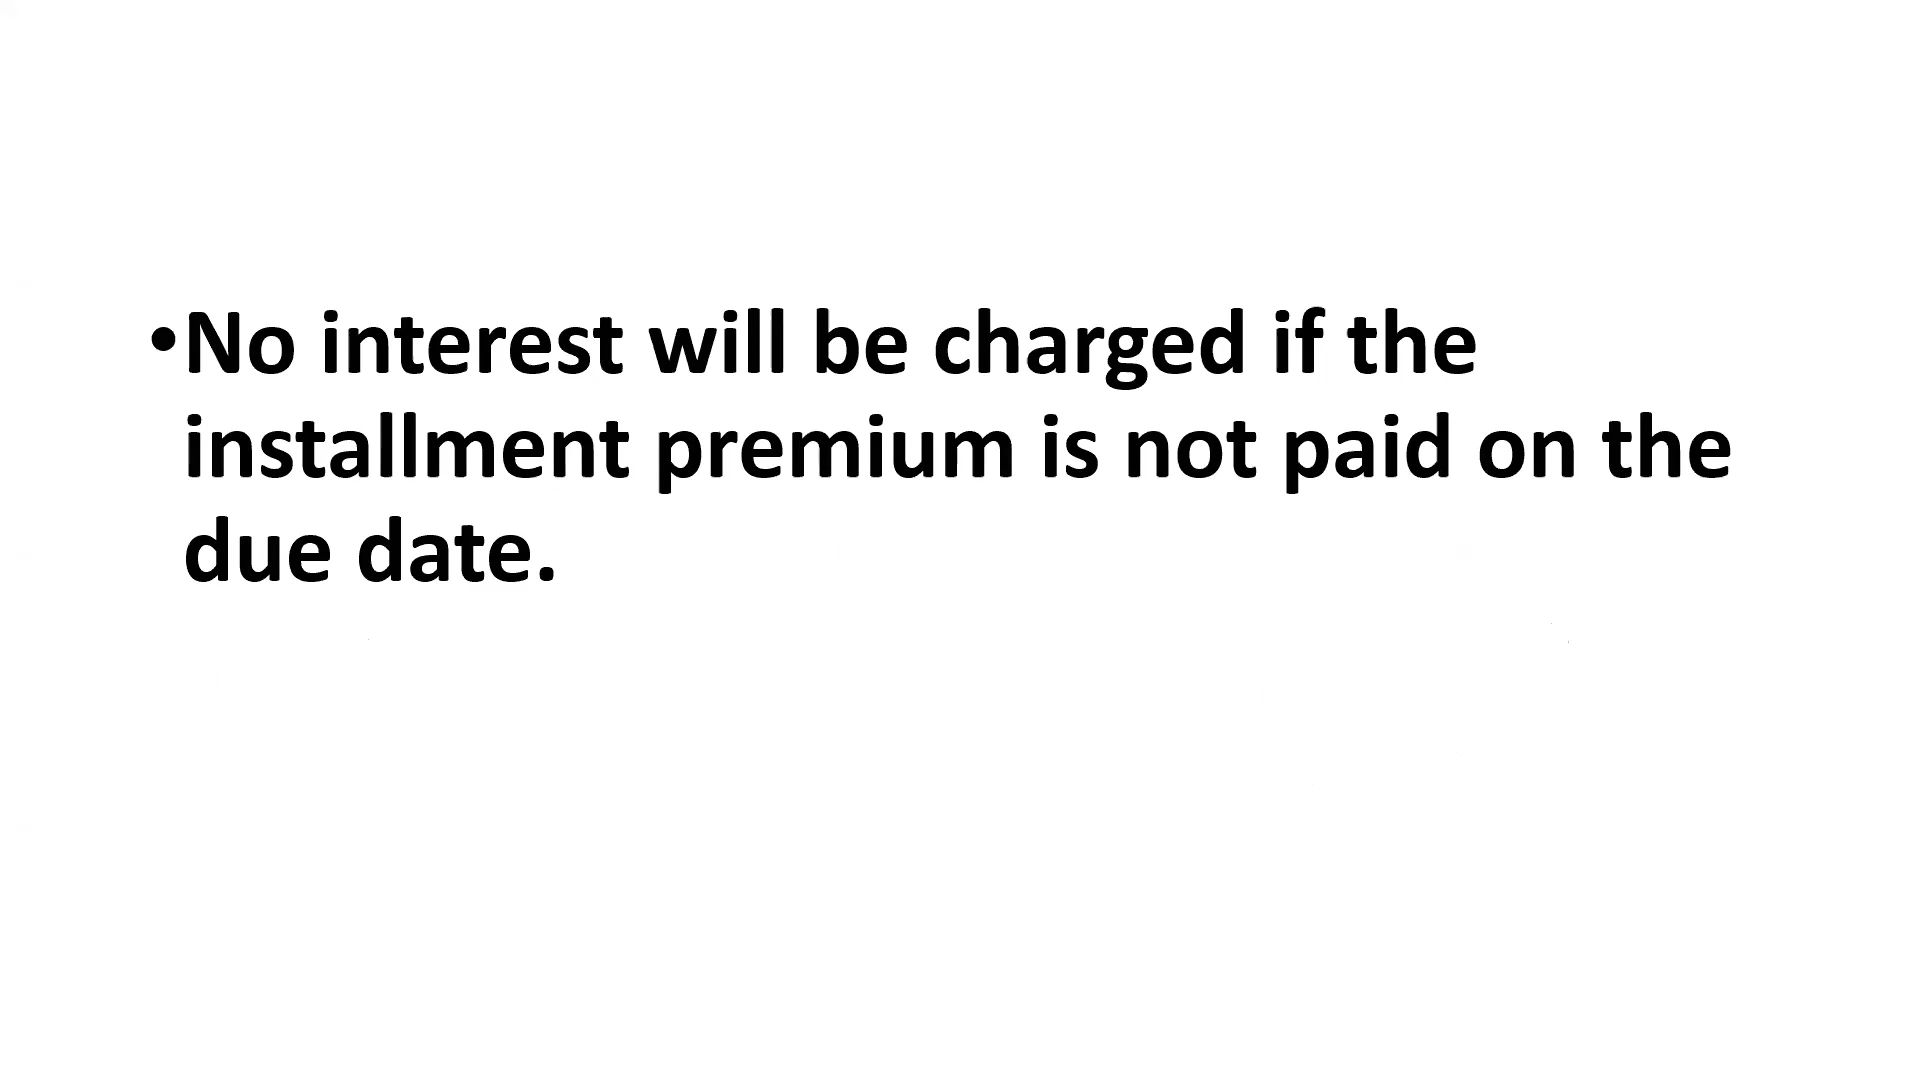 •No interest will be charged if the
installment premium is not paid on the
due date.